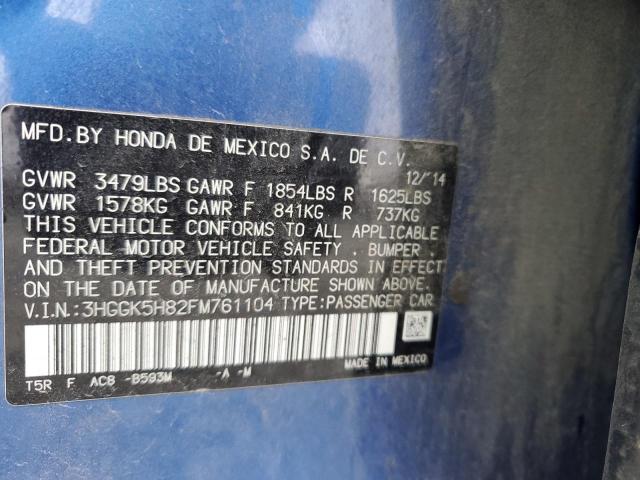 MFD.BY HONDA DE MEXICO S.A. DE C.V.
12/14
GVWR 3479LBS GAWR F 1854LBS R 1625LBS
GVWR 1578KG GAWR F 841KG R 737KG
THIS VEHICLE CONFORMS TO ALL APPLICABLE
FEDERAL MOTOR VEHICLE SAFETY . BUMPER .
AND THEFT PREVENTION STANDARDS IN EFFECT
ON THE DATE OF MANUFACTURE SHOWN ABOVE.
V.I.N.:3HGGK5H82FM761104 TYPE:PASSENGER CAR
MADE IN MEXICO
T5R F AC8 -B593M -A -M